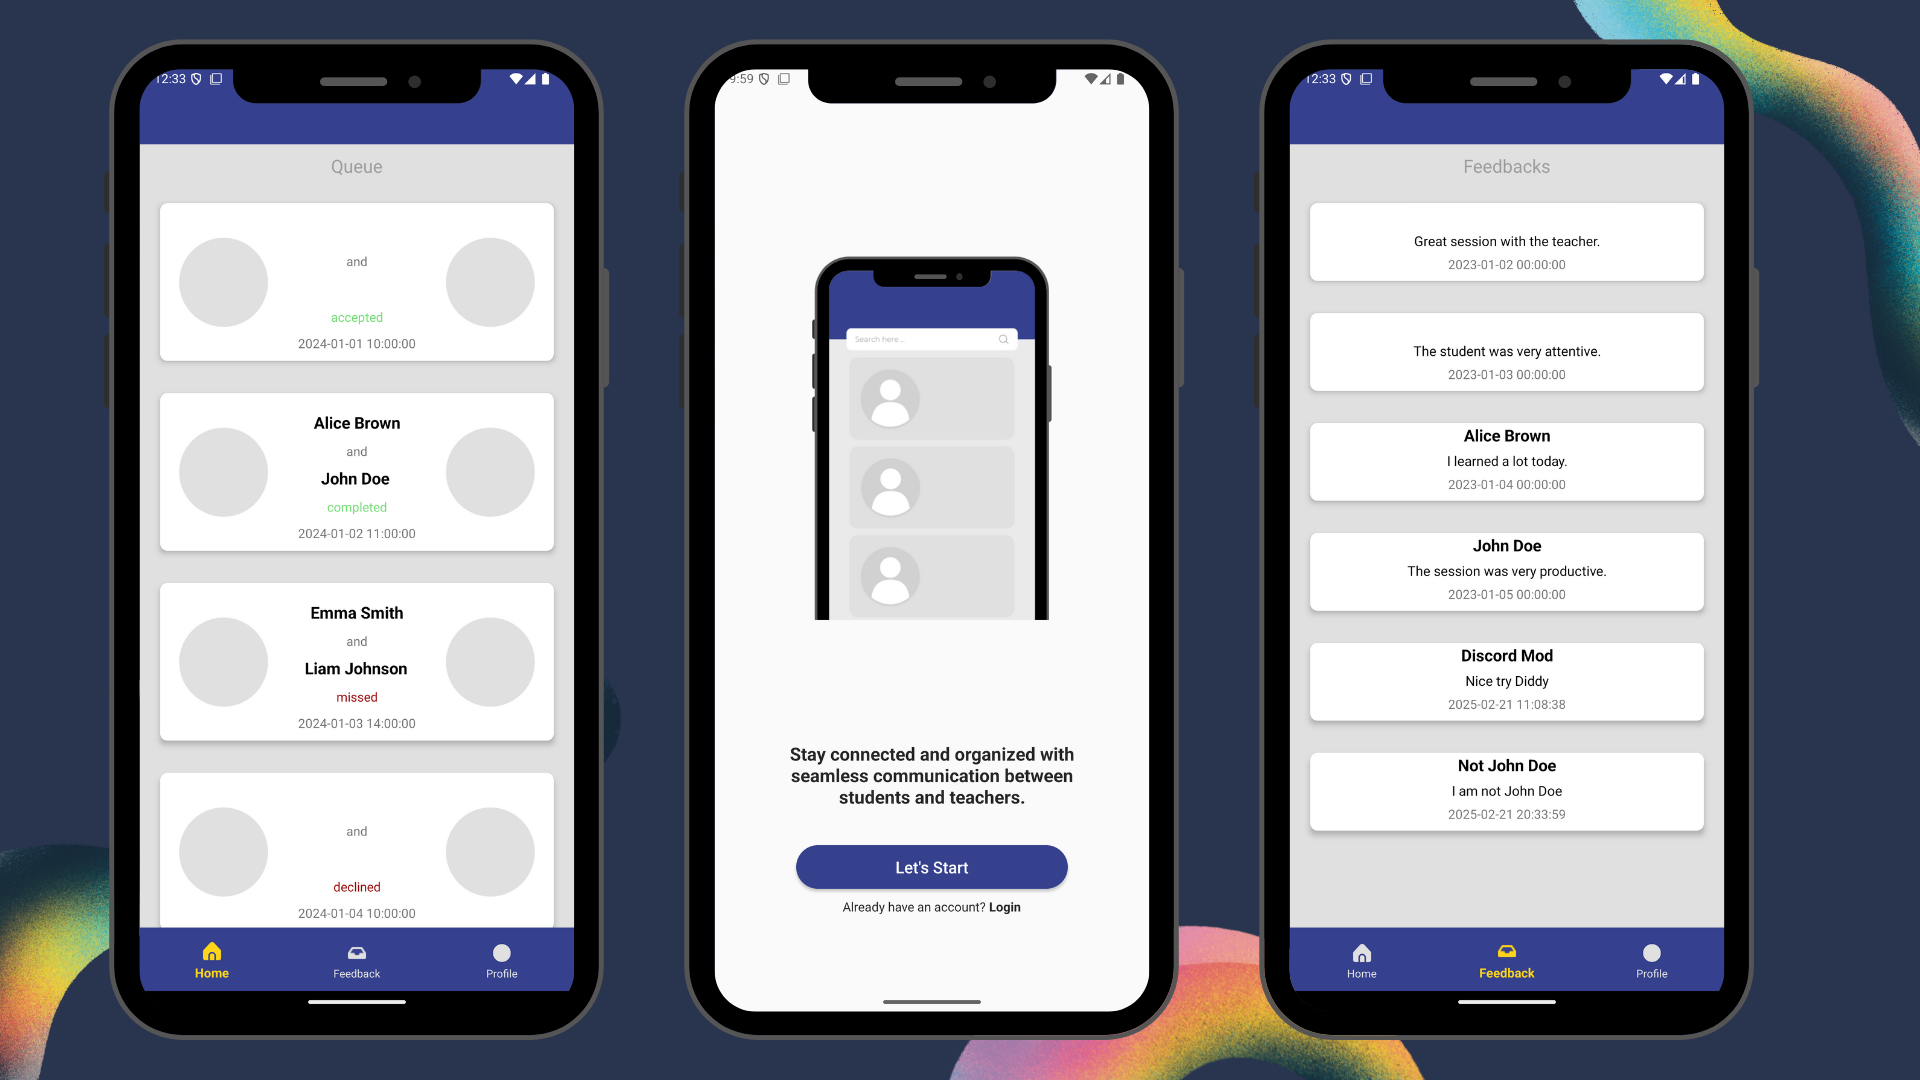 12:33
Queue
and
accepted
2024-01-01 10:00:00
Alice Brown
and
John Doe
completed
2024-01-02 11:00:00
Emma Smith
and
Liam Johnson
missed
2024-01-03 14:00:00
and
declined
2024-01-04 10:00:00
Home
Feedback
Profile
9:59
Search here ...
Stay connected and organized with
seamless communication between
students and teachers.
Let's Start
Already have an account? Login
12:33
Feedbacks
Great session with the teacher.
2023-01-02 00:00:00
The student was very attentive.
2023-01-03 00:00:00
Alice Brown
I learned a lot today.
2023-01-04 00:00:00
John Doe
The session was very productive.
2023-01-05 00:00:00
Discord Mod
Nice try Diddy
2025-02-21 11:08:38
Not John Doe
I am not John Doe
2025-02-21 20:33:59
Home
Feedback
Profile